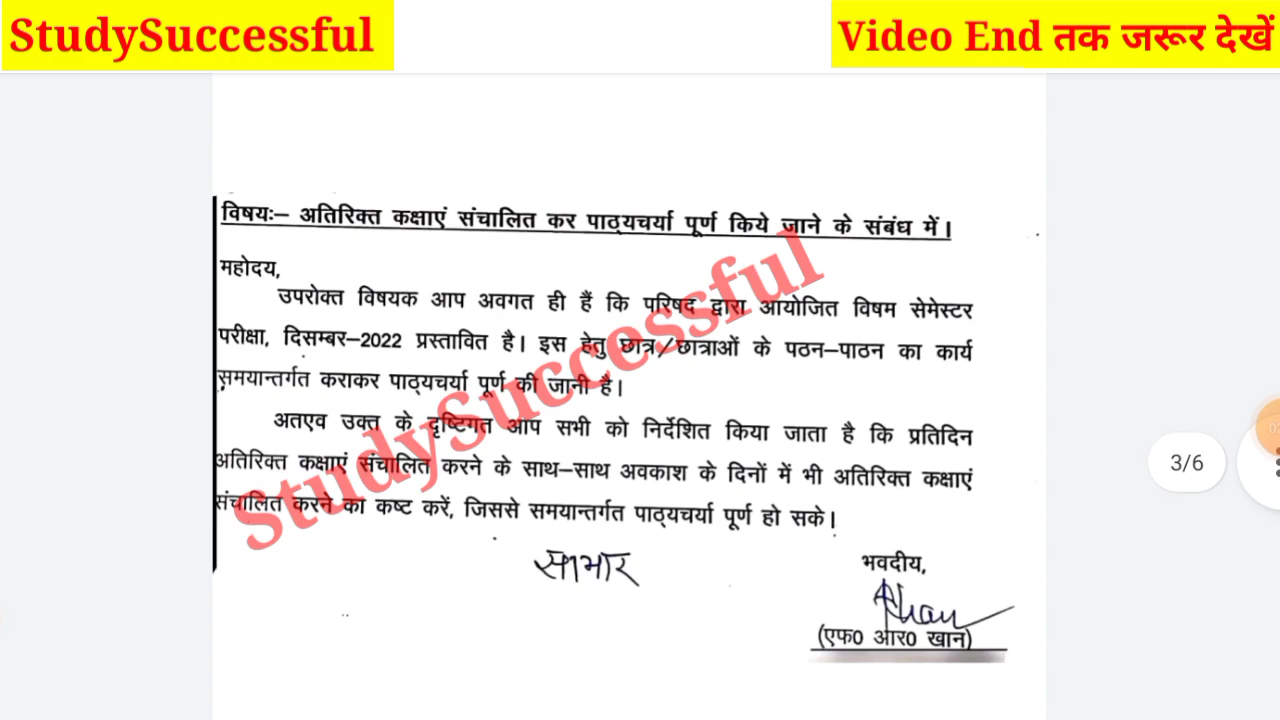 StudySuccessful
Video End तक जरूर देखें
विषयः– अतिरिक्त कक्षाएं संचालित कर पाठ्यचर्या पूर्ण किये जाने के संबंध में।
महोदय,
उपरोक्त विषयक आप अवगत ही हैं कि परिषद द्वारा आयोजित विषम सेमेस्टर
परीक्षा, दिसम्बर–2022 प्रस्तावित है। इस हेतु छात्र/छात्राओं के पठन–पाठन का कार्य
समयान्तर्गत कराकर पाठ्यचर्या पूर्ण की जानी है।
अतएव उक्त के दृष्टिगत आप सभी को निर्देशित किया जाता है कि प्रतिदिन
अतिरिक्त कक्षाएं संचालित करने के साथ–साथ अवकाश के दिनों में भी अतिरिक्त कक्षाएं
संचालित करने का कष्ट करें, जिससे समयान्तर्गत पाठ्यचर्या पूर्ण हो सके।
StudySuccessful
साभार
भवदीय,
(एफ0 आर0 खान)
3/6